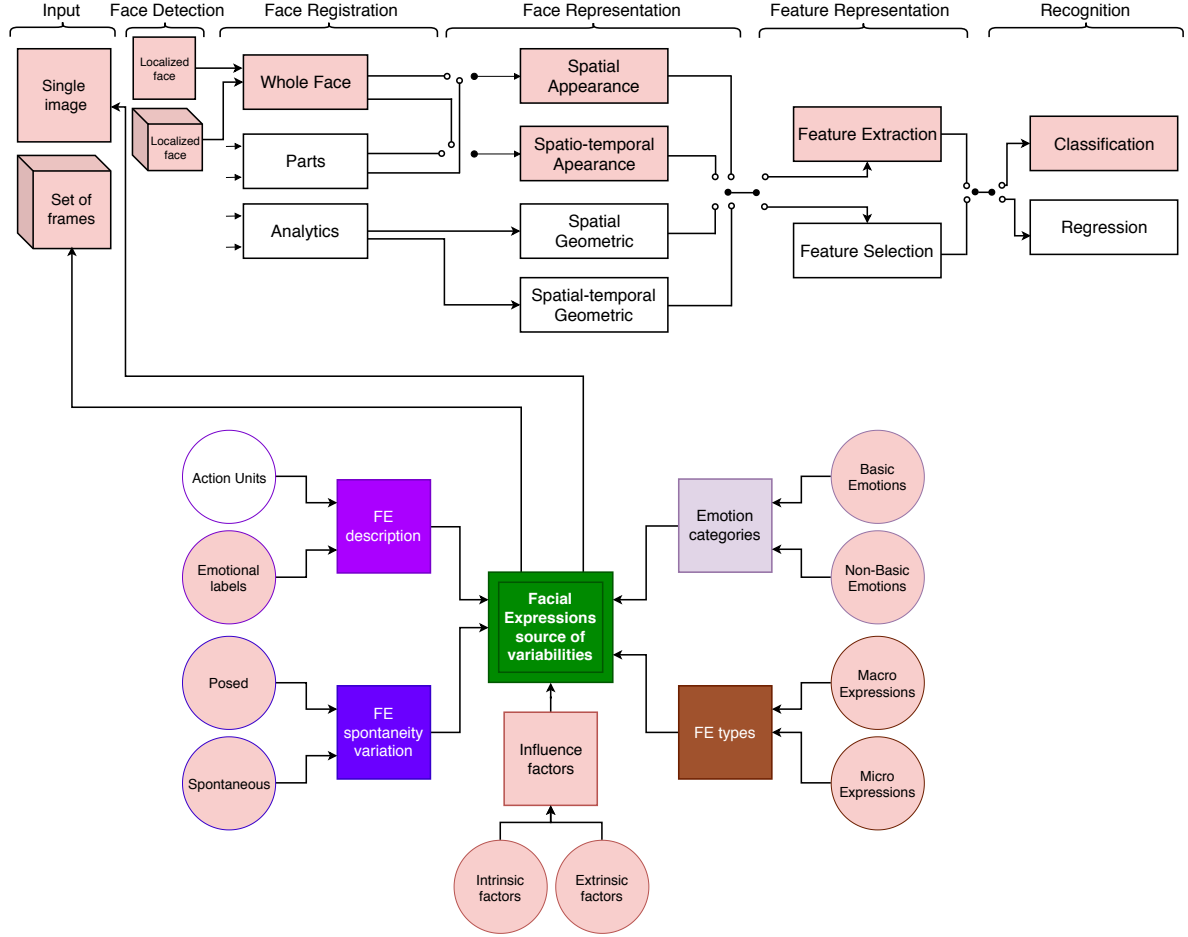 Input
Face Detection
Face Registration
Face Representation
Feature Representation
Recognition
Single
image
Set of
frames
Localized
face
Localized
face
Whole Face
Parts
Analytics
Spatial
Appearance
Spatio-temporal
Apearance
Spatial
Geometric
Spatial-temporal
Geometric
Feature Extraction
Feature Selection
Classification
Regression
Action Units
Emotional
labels
FE
description
Posed
Spontaneous
FE
spontaneity
variation
Facial
Expressions
source of
variabilities
Influence
factors
Intrinsic
factors
Extrinsic
factors
Emotion
categories
Basic
Emotions
Non-Basic
Emotions
FE types
Macro
Expressions
Micro
Expressions